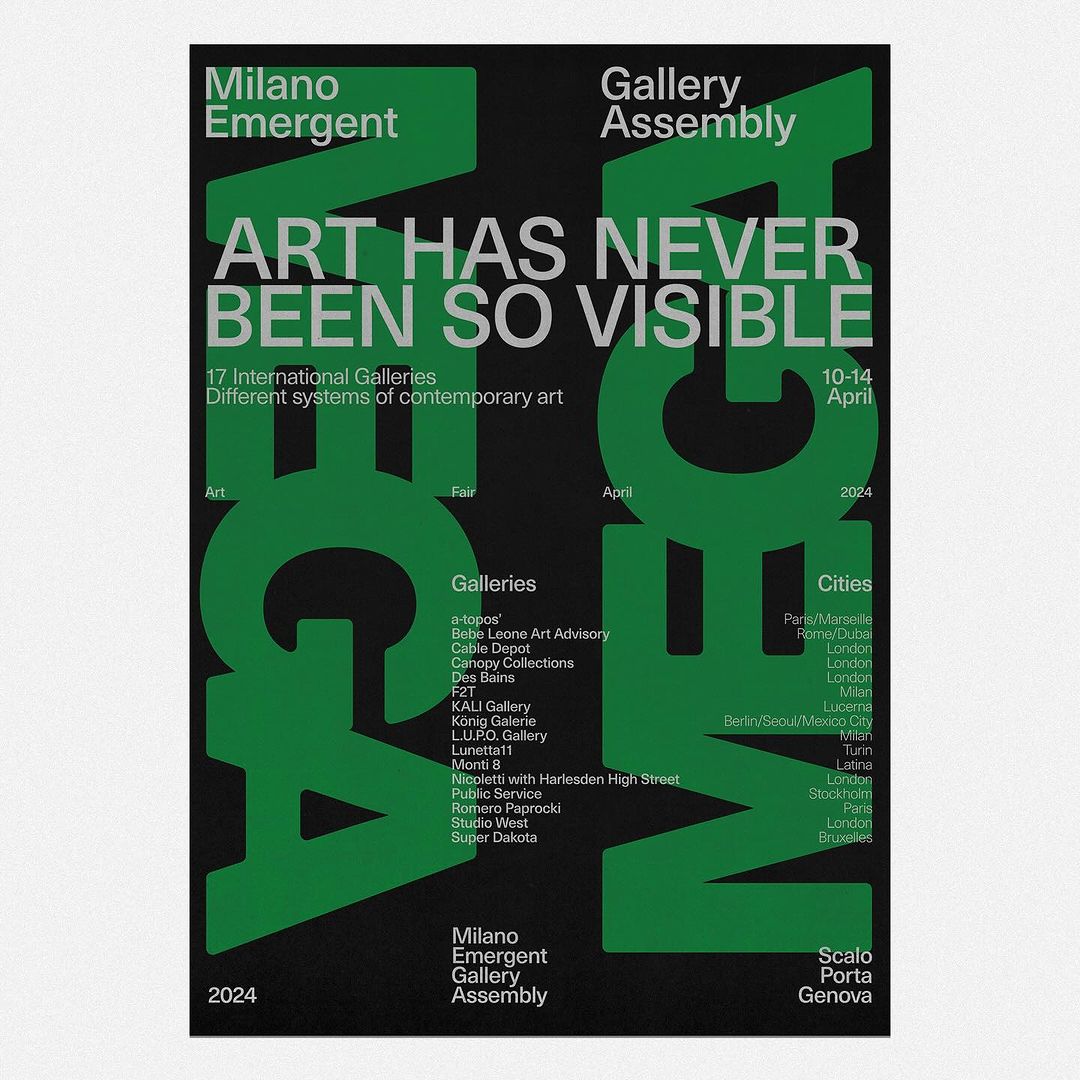 Milano
Emergent
Gallery
Assembly
MEGA
MEGA
ART HAS NEVER
BEEN SO VISIBLE
17 International Galleries
Different systems of contemporary art
10-14
April
Art Fair April 2024
Galleries Cities
a-topos' Paris/Marseille
Bebe Leone Art Advisory Rome/Dubai
Cable Depot London
Canopy Collections London
Des Bains London
F2T Milan
KALI Gallery Lucerna
König Galerie Berlin/Seoul/Mexico City
L.U.P.O. Gallery Milan
Lunetta11 Turin
Monti 8 Latina
Nicoletti with Harlesden High Street London
Public Service Stockholm
Romero Paprocki Paris
Studio West London
Super Dakota Bruxelles
2024
Milano
Emergent
Gallery
Assembly
Scalo
Porta
Genova